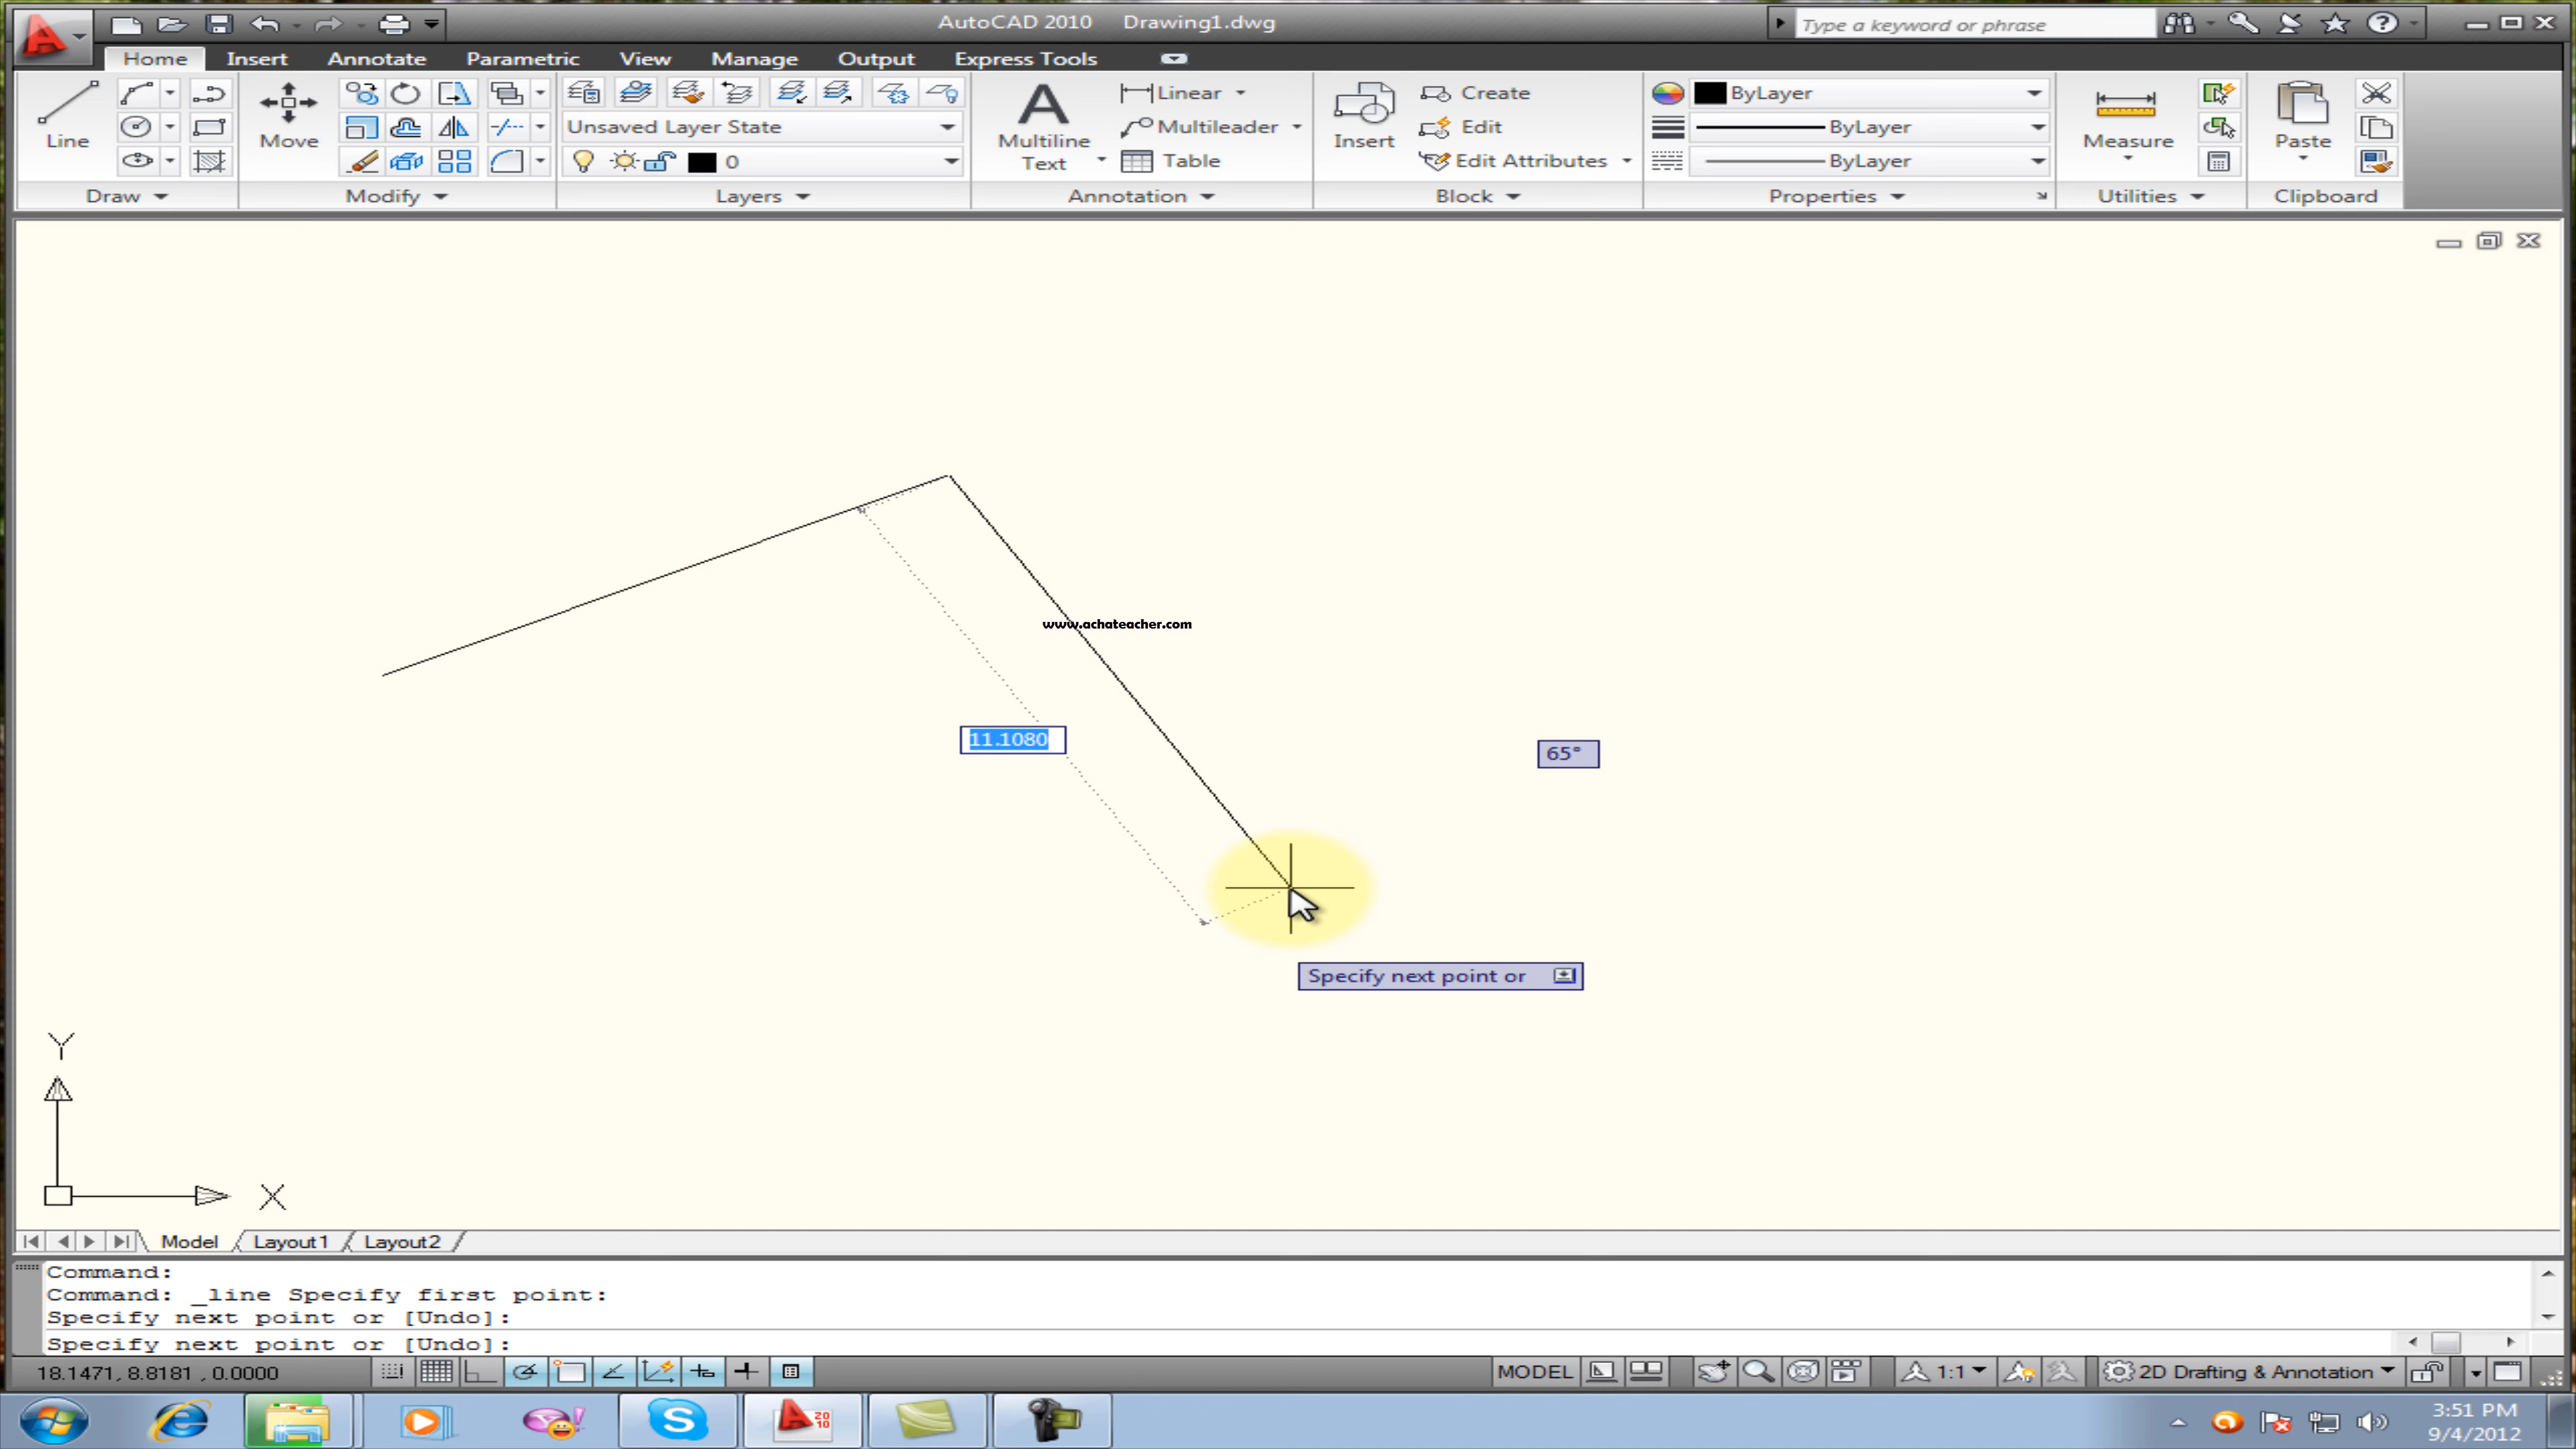 AutoCAD 2010 Drawing1.dwg
Type a keyword or phrase
Home Insert Annotate Parametric View Manage Output Express Tools
Line
Move
Unsaved Layer State
0
Multiline
Text
Linear
Multileader
Table
Insert
Create
Edit
Edit Attributes
ByLayer
ByLayer
ByLayer
Measure
Paste
Draw Modify Layers Annotation Block Properties Utilities Clipboard
www.achateacher.com
11.1080
65°
Specify next point or
Y
X
Model Layout1 Layout2
Command:
Command: _line Specify first point:
Specify next point or [Undo]:
Specify next point or [Undo]:
18.1471, 8.8181 , 0.0000
MODEL
1:1
2D Drafting & Annotation
2010
3:51 PM
9/4/2012